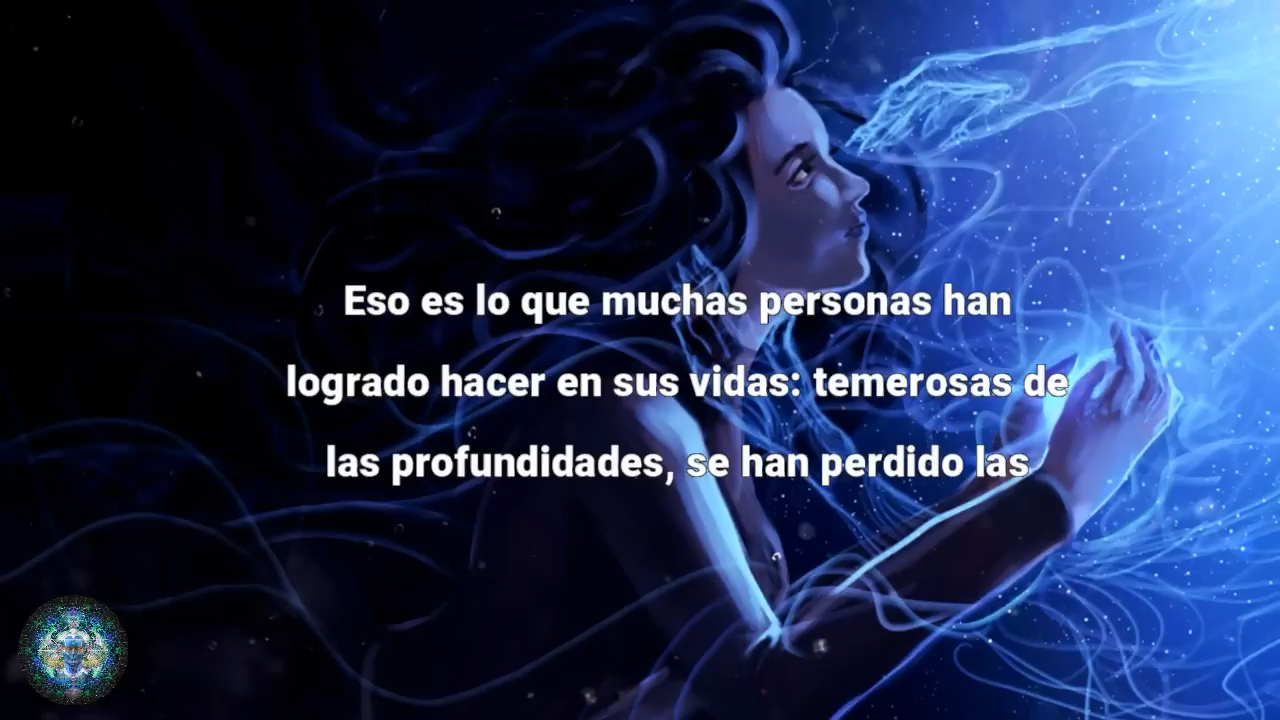 Eso es lo que muchas personas han
logrado hacer en sus vidas: temerosas de
las profundidades, se han perdido las